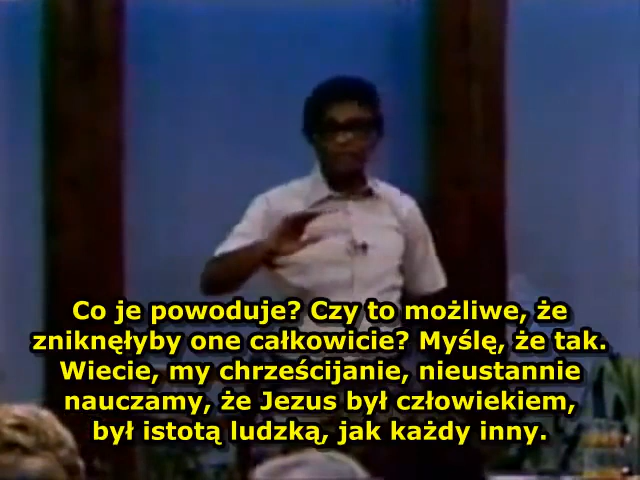 Co je powoduje? Czy to możliwe, że
zniknęłyby one całkowicie? Myślę, że tak.
Wiecie, my chrześcijanie, nieustannie
nauczamy, że Jezus był człowiekiem,
był istotą ludzką, jak każdy inny.